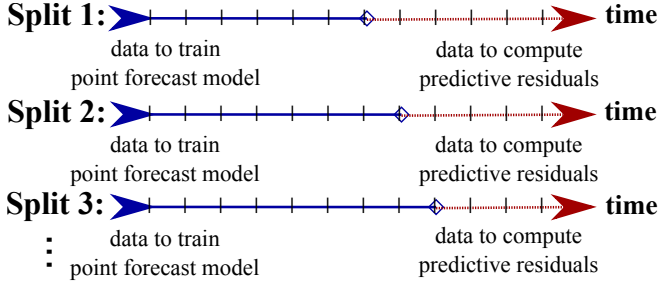 Split 1: time
data to train data to compute
point forecast model predictive residuals
Split 2: time
data to train data to compute
point forecast model predictive residuals
Split 3: time
data to train data to compute
point forecast model predictive residuals
⋮